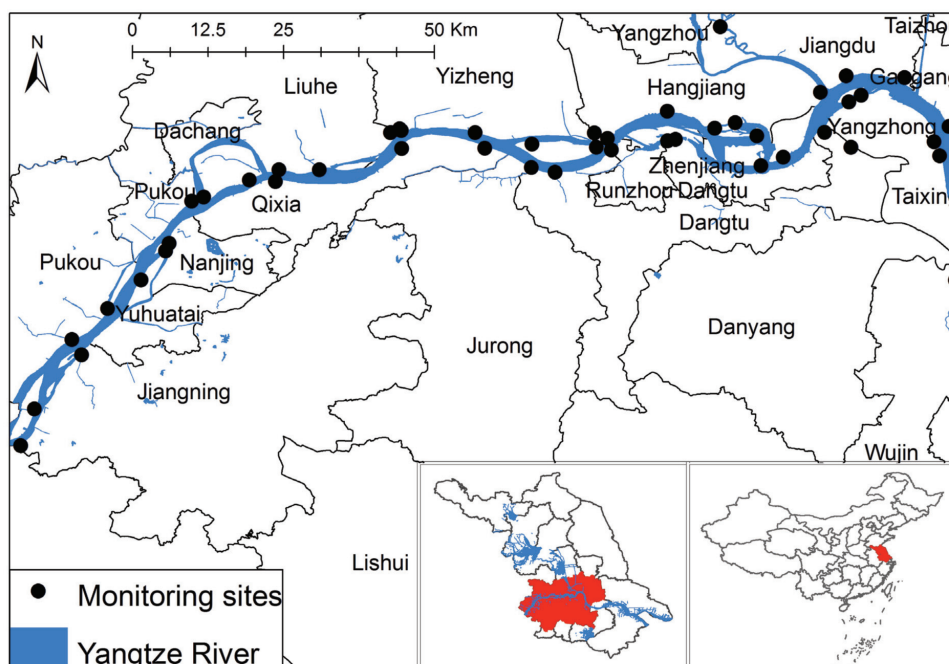 N
0 12.5 25 50 Km
Yangzhou
Taizho
Jiangdu
Liuhe
Yizheng
Hangjiang
Gaogang
Dachang
Yangzhong
Zhenjiang
Pukou
Qixia
Runzhou Dangtu
Taixing
Dangtu
Pukou
Nanjing
Yuhuatai
Danyang
Jurong
Jiangning
Wujin
Lishui
Monitoring sites
Yangtze River